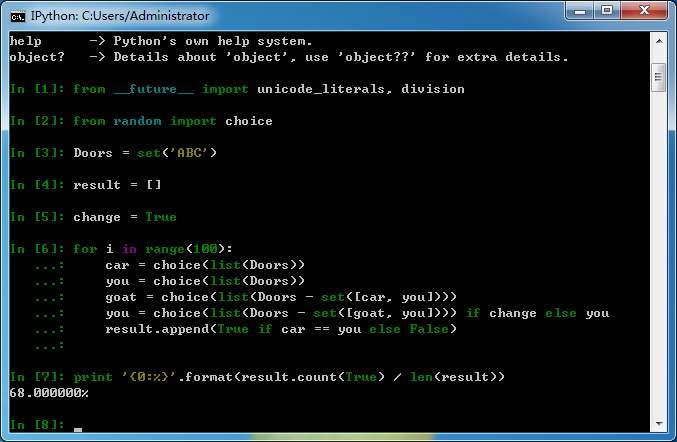 IPython: C:Users/Administrator
help       -> Python's own help system.
object?    -> Details about 'object', use 'object??' for extra details.
In [1]: from __future__ import unicode_literals, division
In [2]: from random import choice
In [3]: Doors = set('ABC')
In [4]: result = []
In [5]: change = True
In [6]: for i in range(100):
   ...:     car = choice(list(Doors))
   ...:     you = choice(list(Doors))
   ...:     goat = choice(list(Doors - set([car, you])))
   ...:     you = choice(list(Doors - set([goat, you]))) if change else you
   ...:     result.append(True if car == you else False)
   ...:
In [7]: print '{0:%}'.format(result.count(True) / len(result))
68.000000%
In [8]: